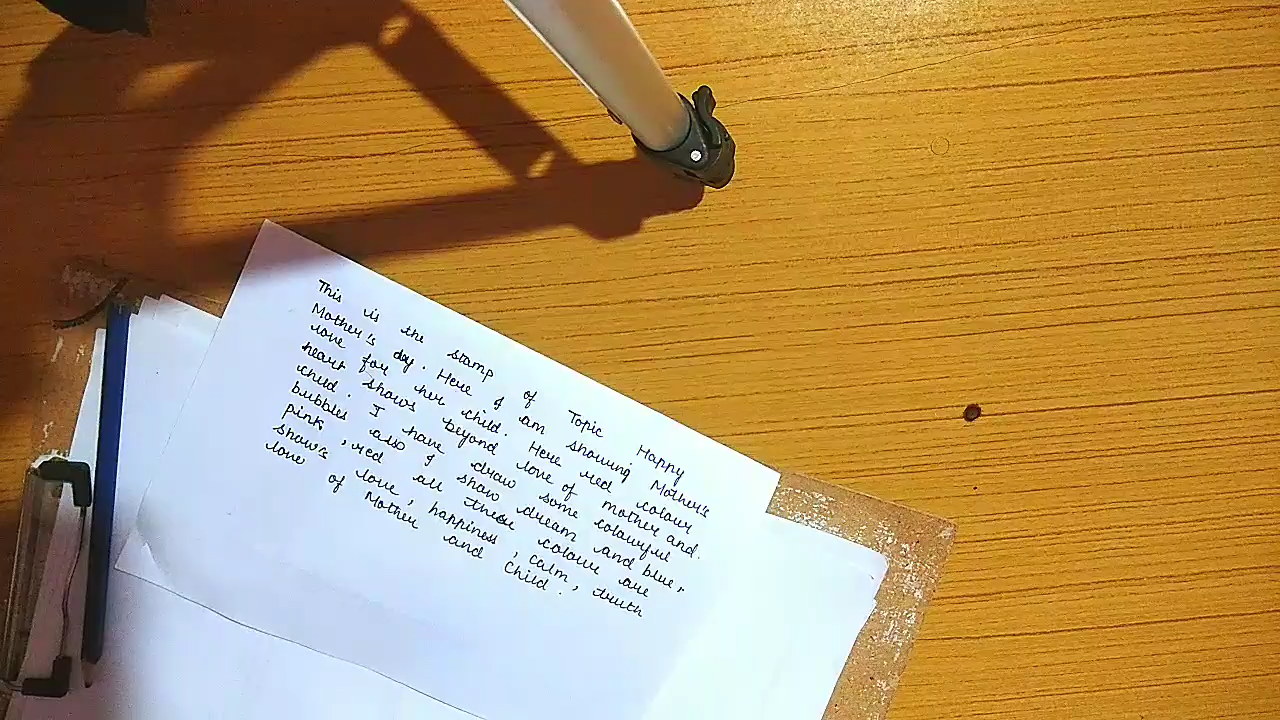 This is the stamp of Topic Happy
Mother's day. Here I am showing Mother's
love for her child. Here red colour
heart shows beyond love of mother and.
child. I have draw some colourful
bubbles also I show dream and blue,
pink, red all these colour are
shows love, happiness, calm, truth
love of Mother and Child.